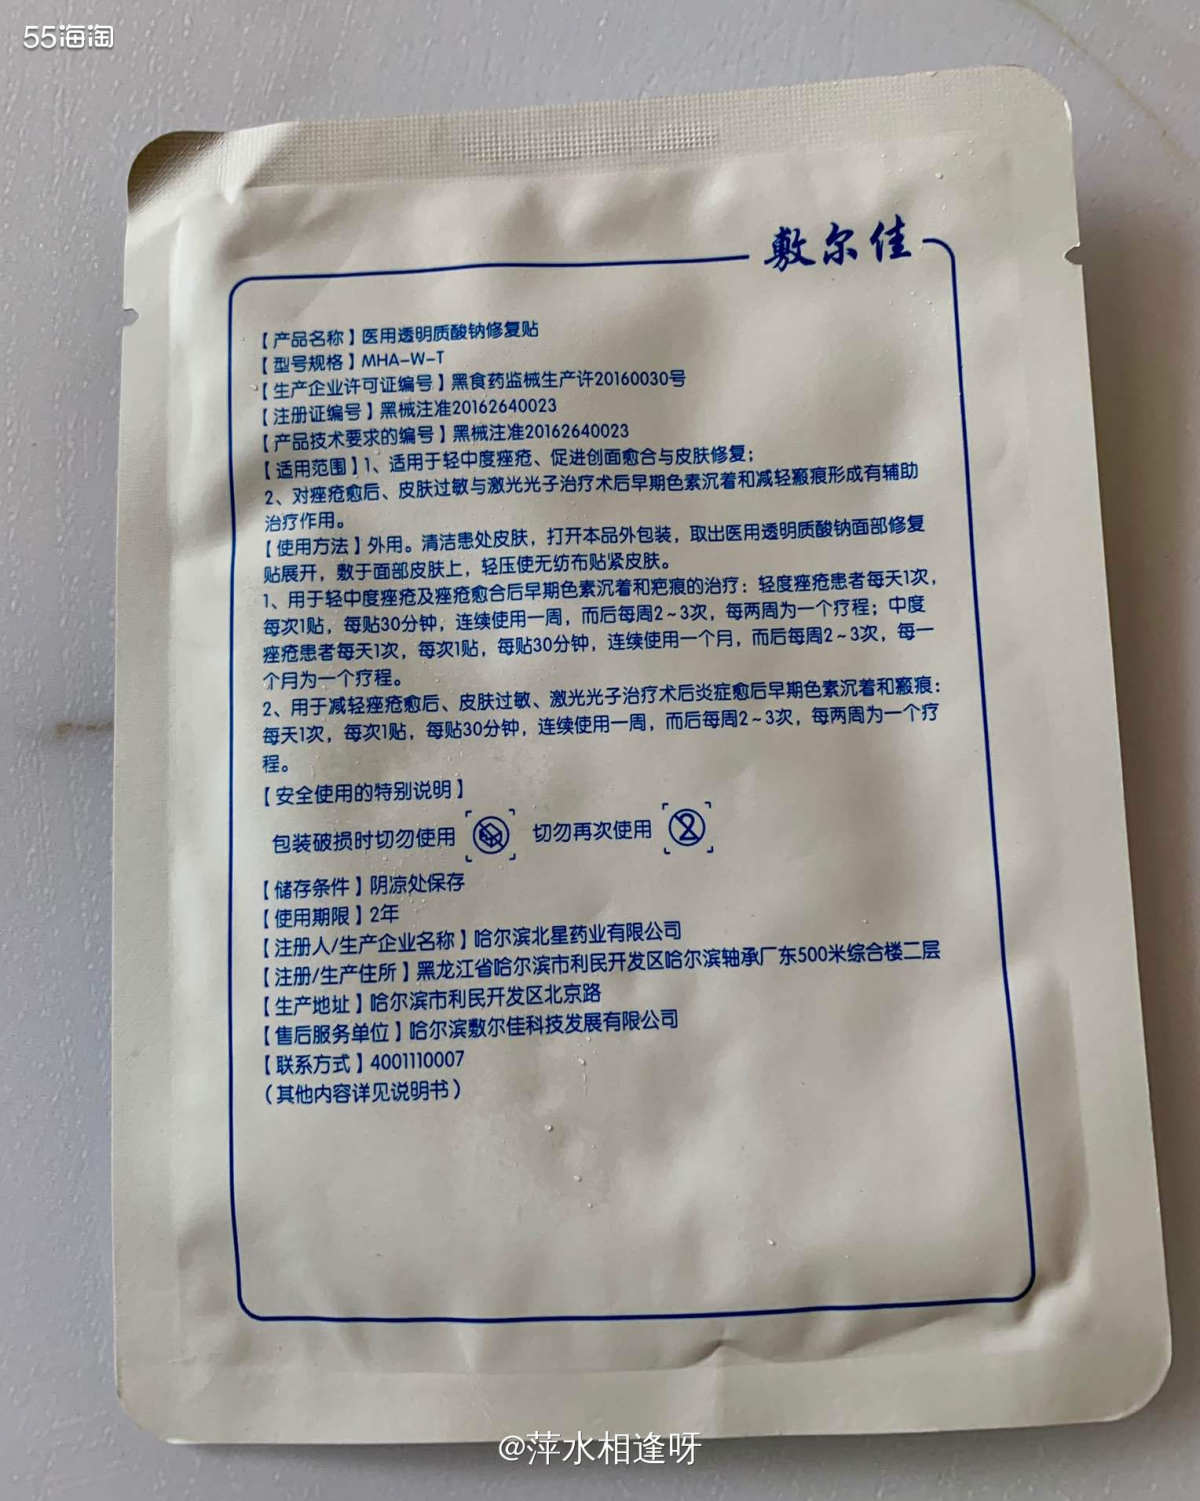 55海淘
敷尔佳
【产品名称】医用透明质酸钠修复贴
【型号规格】MHA-W-T
【生产企业许可证编号】黑食药监械生产许20160030号
【注册证编号】黑械注准20162640023
【产品技术要求的编号】黑械注准20162640023
【适用范围】1、适用于轻中度痤疮、促进创面愈合与皮肤修复；
2、对痤疮愈后、皮肤过敏与激光光子治疗术后早期色素沉着和减轻瘢痕形成有辅助
治疗作用。
【使用方法】外用。清洁患处皮肤，打开本品外包装，取出医用透明质酸钠面部修复
贴展开，敷于面部皮肤上，轻压使无纺布贴紧皮肤。
1、用于轻中度痤疮及痤疮愈合后早期色素沉着和疤痕的治疗：轻度痤疮患者每天1次，
每次1贴，每贴30分钟，连续使用一周，而后每周2~3次，每两周为一个疗程；中度
痤疮患者每天1次，每次1贴，每贴30分钟，连续使用一个月，而后每周2~3次，每一
个月为一个疗程。
2、用于减轻痤疮愈后、皮肤过敏、激光光子治疗术后炎症愈后早期色素沉着和瘢痕：
每天1次，每次1贴，每贴30分钟，连续使用一周，而后每周2~3次，每两周为一个疗
程。
【安全使用的特别说明】
包装破损时切勿使用 切勿再次使用 2
【储存条件】阴凉处保存
【使用期限】2年
【注册人/生产企业名称】哈尔滨北星药业有限公司
【注册/生产住所】黑龙江省哈尔滨市利民开发区哈尔滨轴承厂东500米综合楼二层
【生产地址】哈尔滨市利民开发区北京路
【售后服务单位】哈尔滨敷尔佳科技发展有限公司
【联系方式】4001110007
（其他内容详见说明书）
@萍水相逢呀